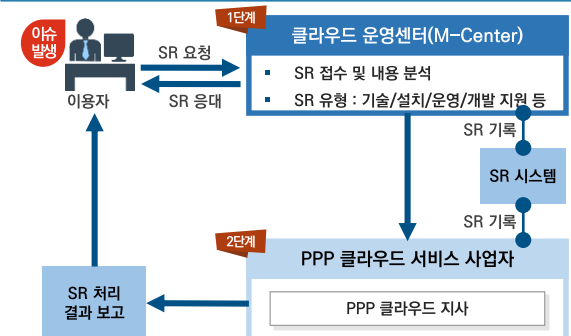 이슈
발생
이용자
SR 요청
SR 응대
1단계
클라우드 운영센터(M-Center)
▪ SR 접수 및 내용 분석
▪ SR 유형 : 기술/설치/운영/개발 지원 등
SR 기록
SR 시스템
SR 기록
2단계
PPP 클라우드 서비스 사업자
PPP 클라우드 지사
SR 처리
결과 보고